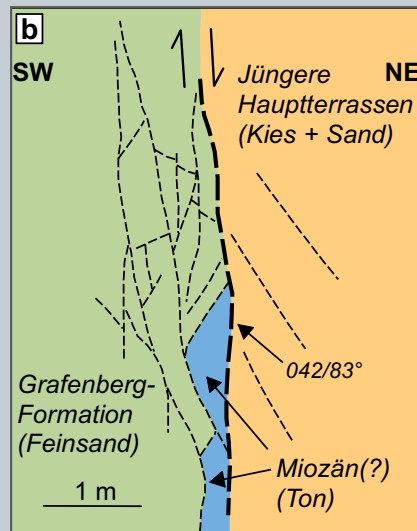 b
SW
NE
Jüngere
Hauptterrassen
(Kies + Sand)
042/83°
Grafenberg-
Formation
(Feinsand)
Miozän(?)
(Ton)
1 m